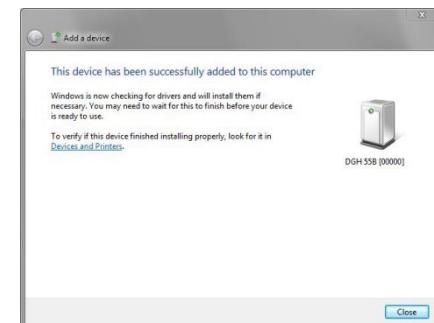 Add a device
This device has been successfully added to this computer
Windows is now checking for drivers and will install them if
necessary. You may need to wait for this to finish before your device
is ready to use.
To verify if this device finished installing properly, look for it in
Devices and Printers.
DGH 55B [00000]
Close